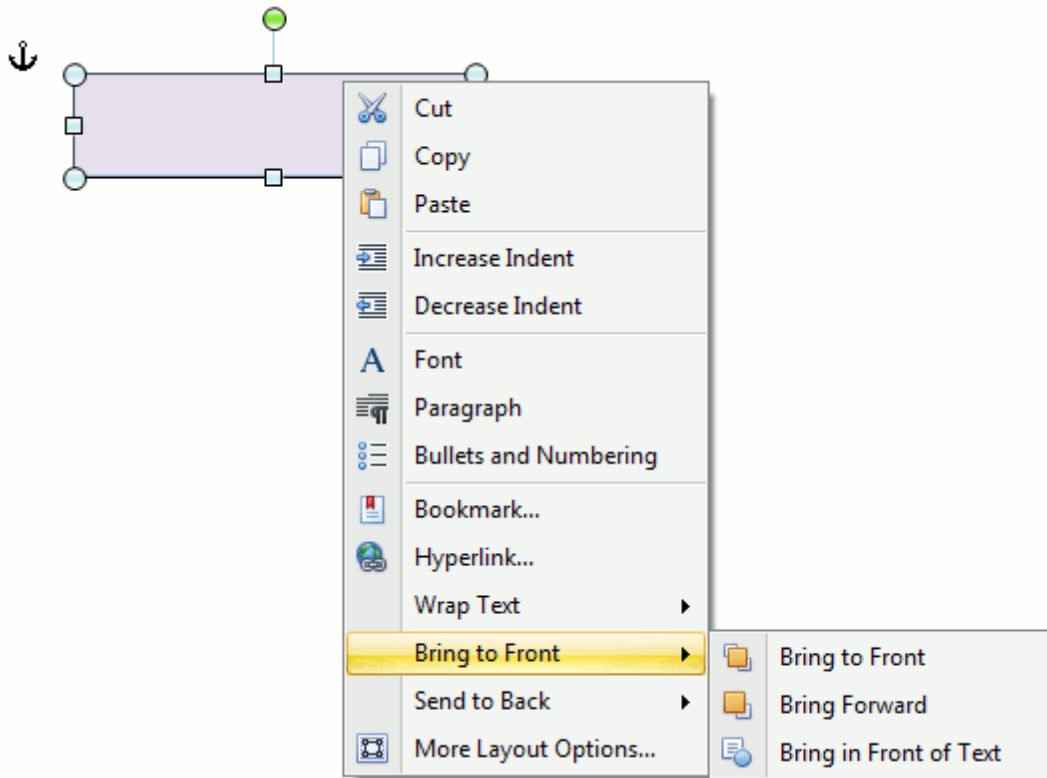 Cut
Copy
Paste
Increase Indent
Decrease Indent
Font
Paragraph
Bullets and Numbering
Bookmark...
Hyperlink...
Wrap Text
Bring to Front
Send to Back
More Layout Options...
Bring to Front
Bring Forward
Bring in Front of Text